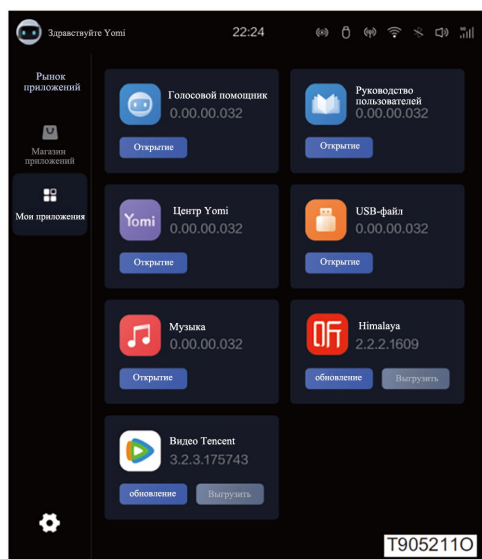 Здравствуйте Yomi
22:24
Рынок
приложений
Магазин
приложений
Мои приложения
Голосовой помощник
0.00.00.032
Открытие
Руководство
пользователей
0.00.00.032
Открытие
Yomi
Центр Yomi
0.00.00.032
Открытие
USB-файл
0.00.00.032
Открытие
Музыка
0.00.00.032
Открытие
听
Himalaya
2.2.2.1609
обновление
Выгрузить
Видео Tencent
3.2.3.175743
обновление
Выгрузить
T905211O